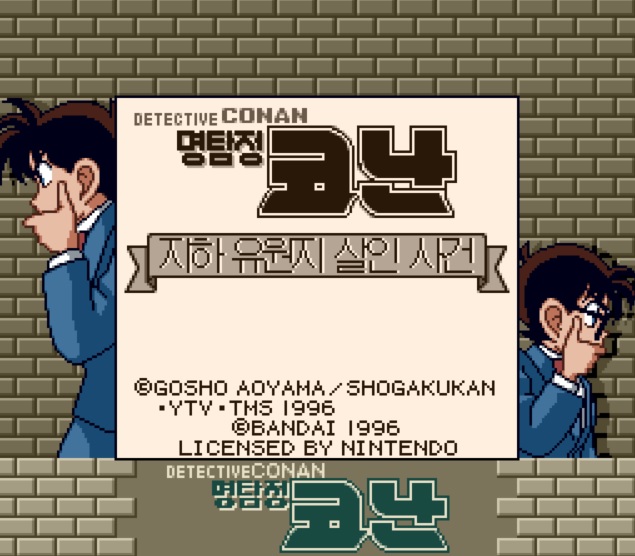 DETECTIVE CONAN
명탐정 코난
지하 유원지 살인 사건
©GOSHO AOYAMA/SHOGAKUKAN
・YTV・TMS 1996
©BANDAI 1996
LICENSED BY NINTENDO
DETECTIVE CONAN
명탐정 코난